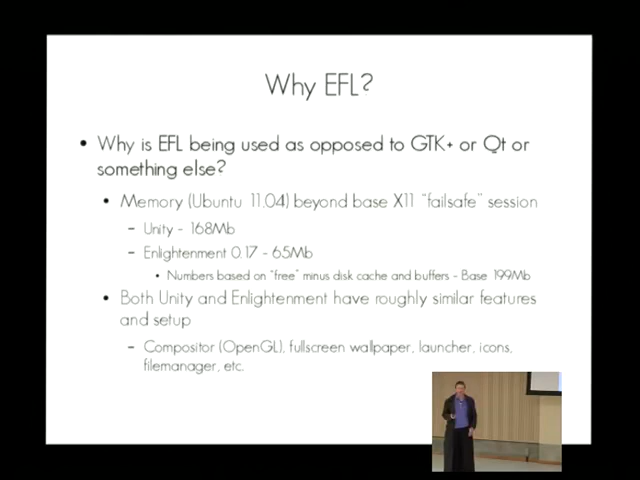 Why EFL?
• Why is EFL being used as opposed to GTK+ or Qt or
something else?
• Memory (Ubuntu 11.04) beyond base X11 "failsafe" session
– Unity - 168Mb
– Enlightenment 0.17 - 65Mb
• Numbers based on "free" minus disk cache and buffers - Base 199Mb
• Both Unity and Enlightenment have roughly similar features
and setup
– Compositor (OpenGL), fullscreen wallpaper, launcher, icons,
filemanager, etc.